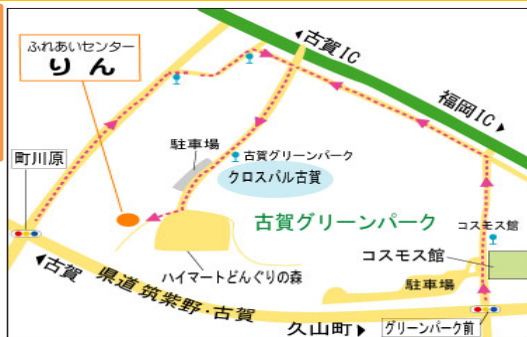 ふれあいセンター
りん
古賀IC
福岡IC
町川原
駐車場
古賀グリーンパーク
クロスパル古賀
古賀グリーンパーク
コスモス館
コスモス館
駐車場
ハイマートどんぐりの森
古賀
県道 筑紫野・古賀
久山町
グリーンパーク前